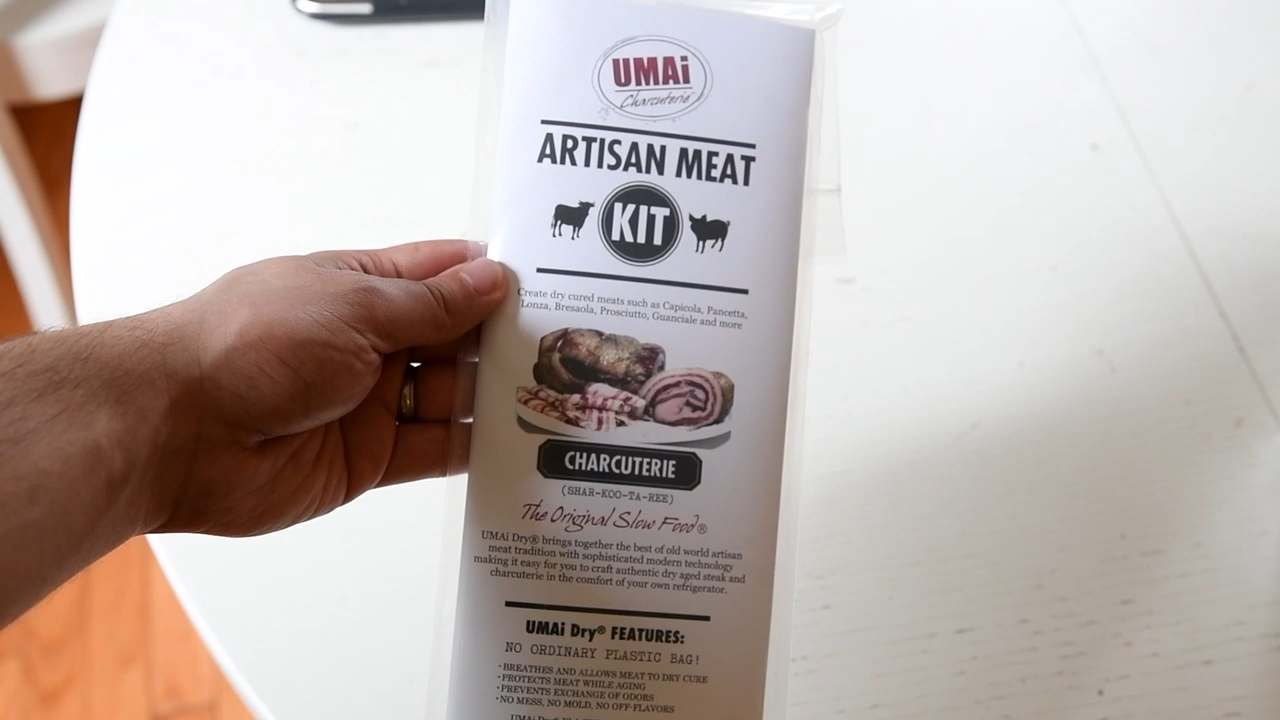 UMAi
Charcuterie
ARTISAN MEAT
KIT
Create dry cured meats such as Capicola, Pancetta,
Lonza, Bresaola, Prosciutto, Guanciale and more
CHARCUTERIE
(SHAR-KOO-TA-REE)
The Original Slow Food®
UMAi Dry® brings together the best of old world artisan
meat tradition with sophisticated modern technology
making it easy for you to craft authentic dry aged steak and
charcuterie in the comfort of your own refrigerator.
UMAi Dry® FEATURES:
NO ORDINARY PLASTIC BAG!
•BREATHES AND ALLOWS MEAT TO DRY CURE
•PROTECTS MEAT WHILE AGING
•PREVENTS EXCHANGE OF ODORS
•NO MESS, NO MOLD, NO OFF-FLAVORS
UMAi Dry®